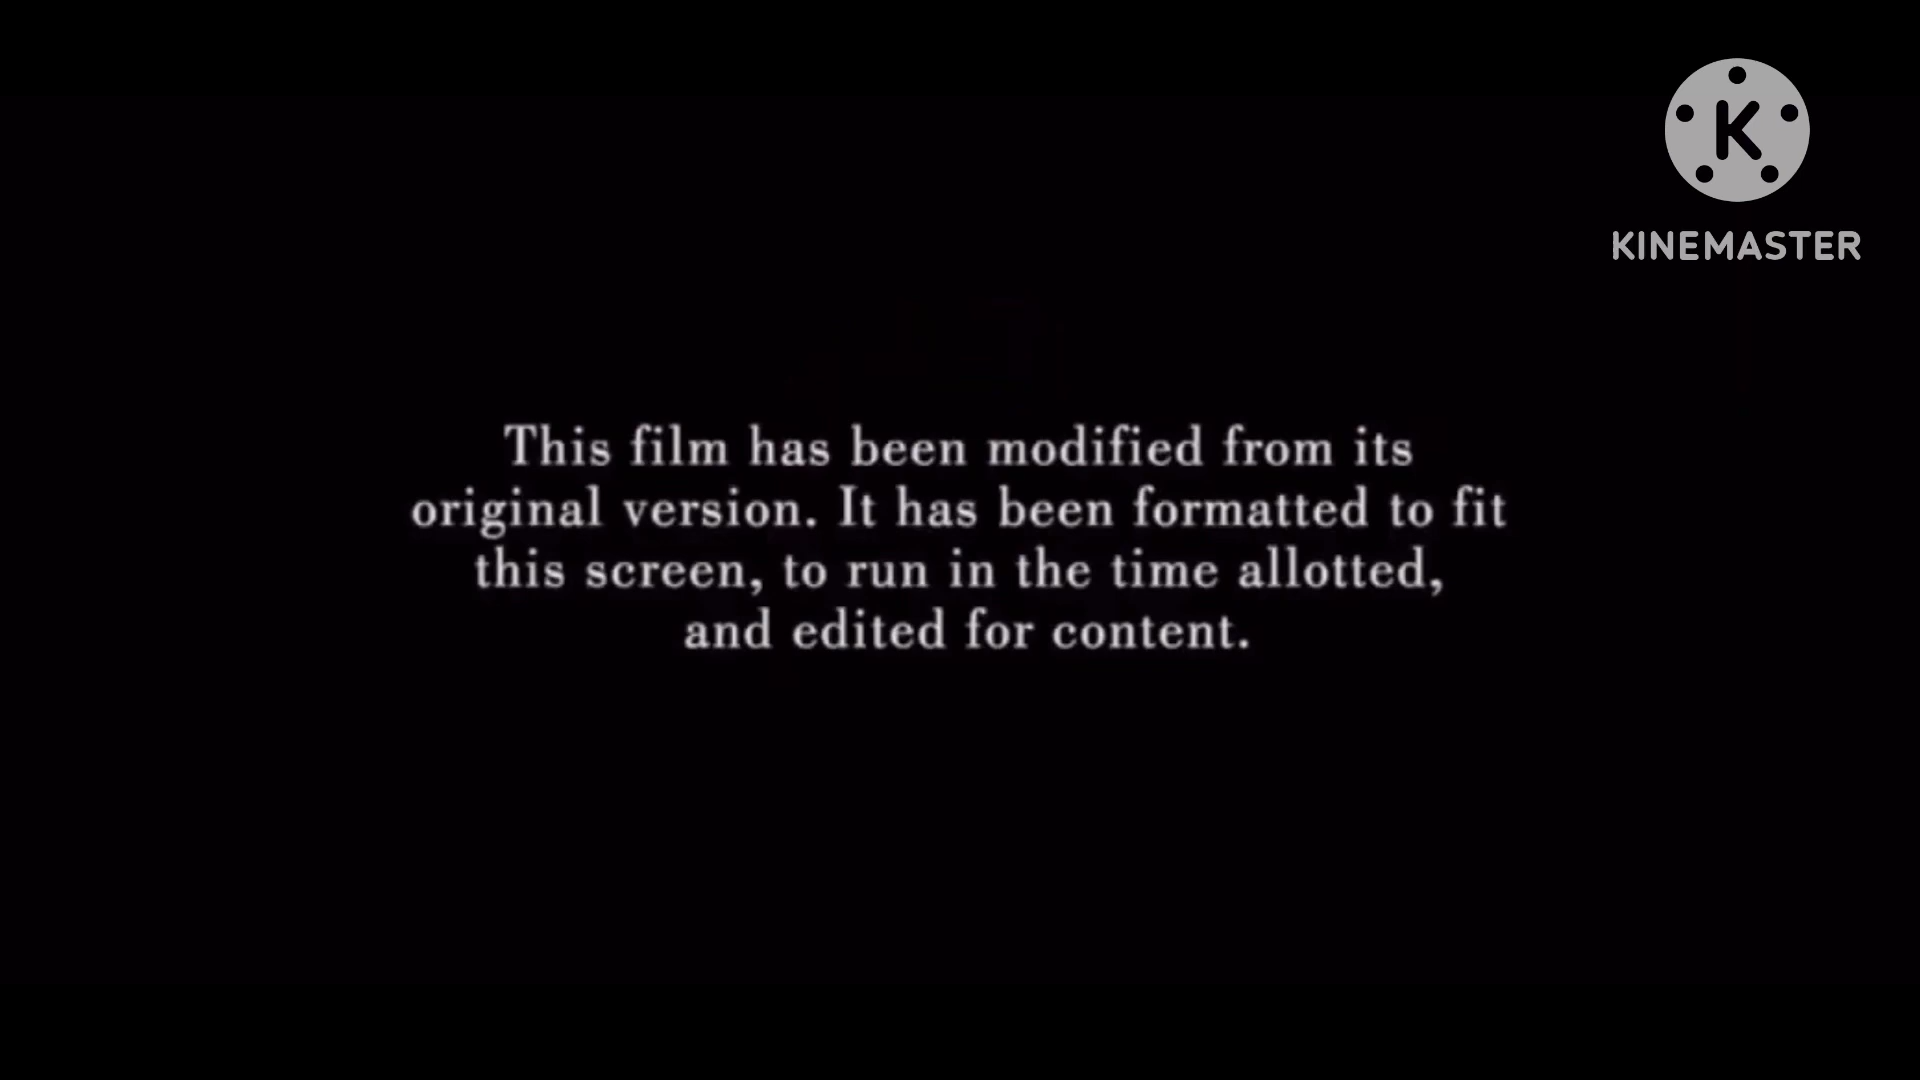 K
KINEMASTER
This film has been modified from its
original version. It has been formatted to fit
this screen, to run in the time allotted,
and edited for content.